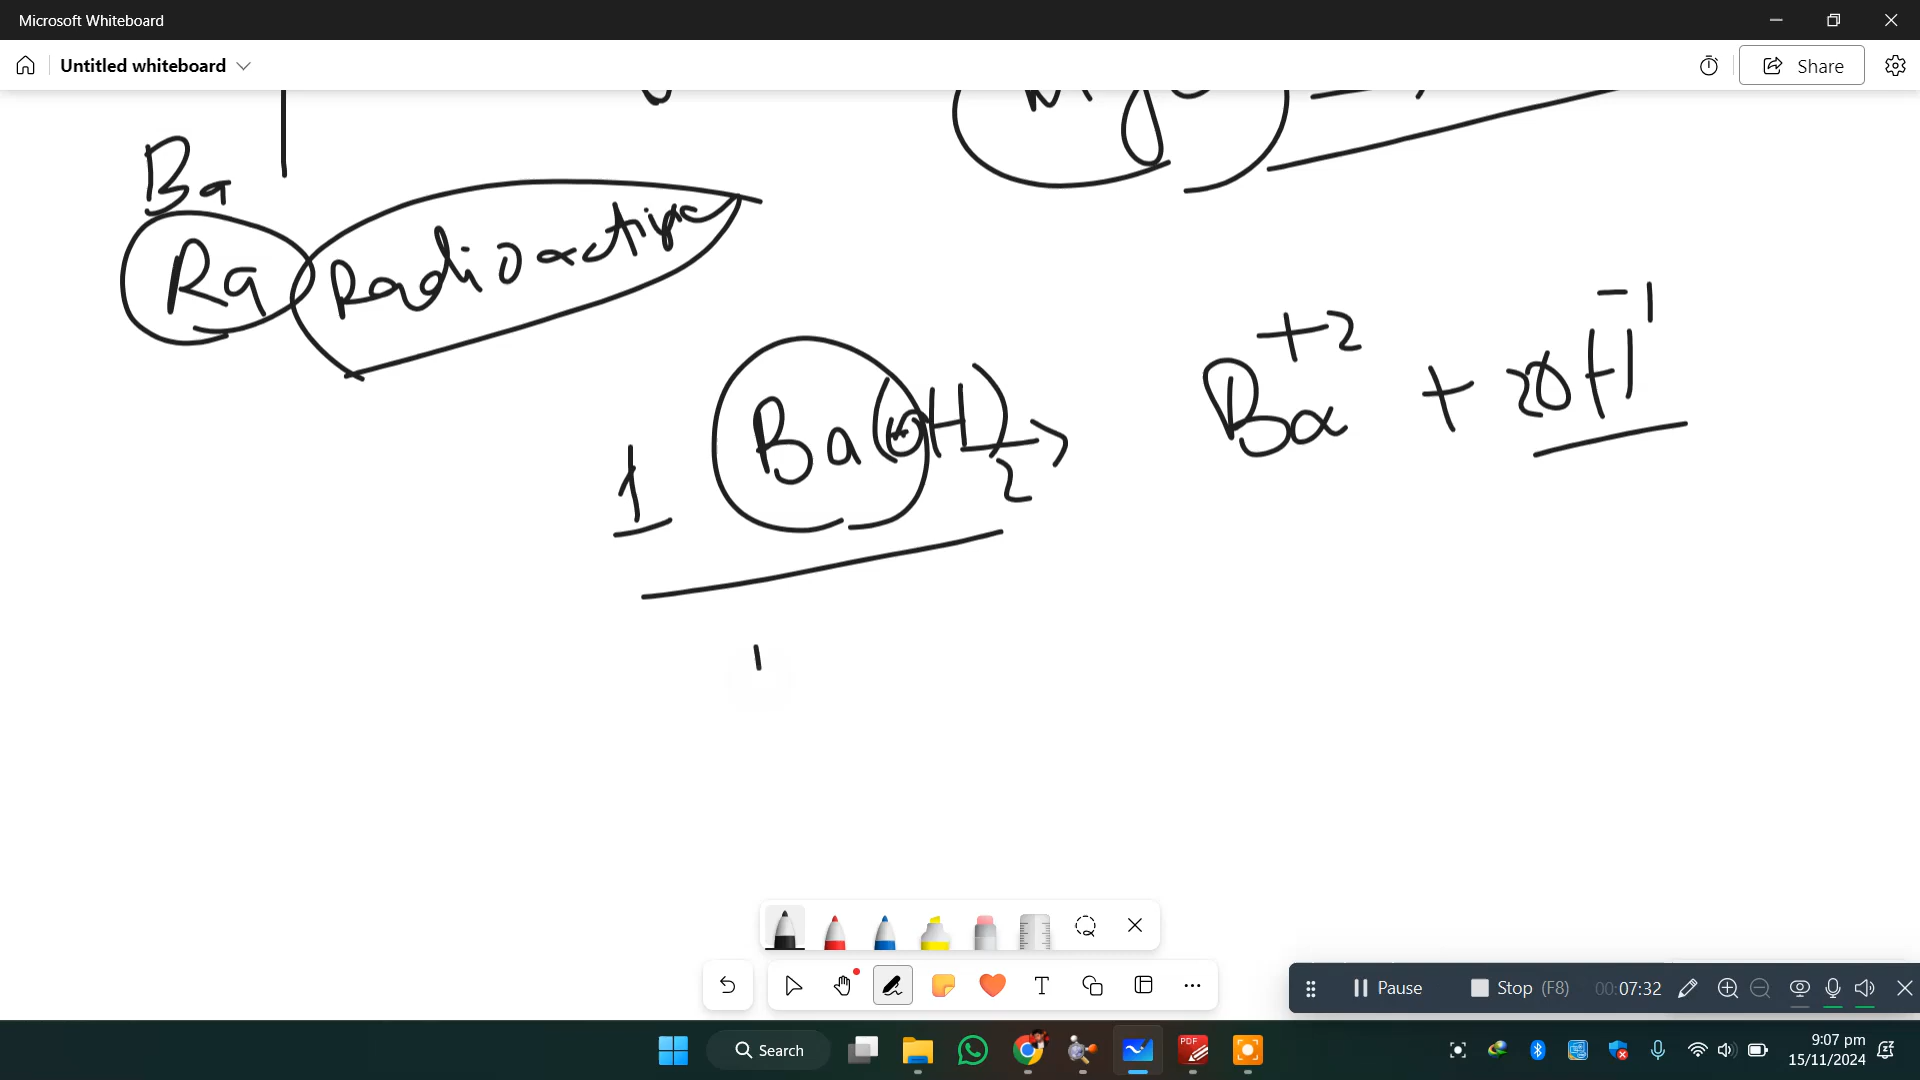 Microsoft Whiteboard
Untitled whiteboard
Share
Ba
Ra Radioactive
1 Ba(OH)2 → Ba+2 + 2OH-1
Pause
Stop (F8)
00:07:32
Search
PDF
9:07 pm
15/11/2024